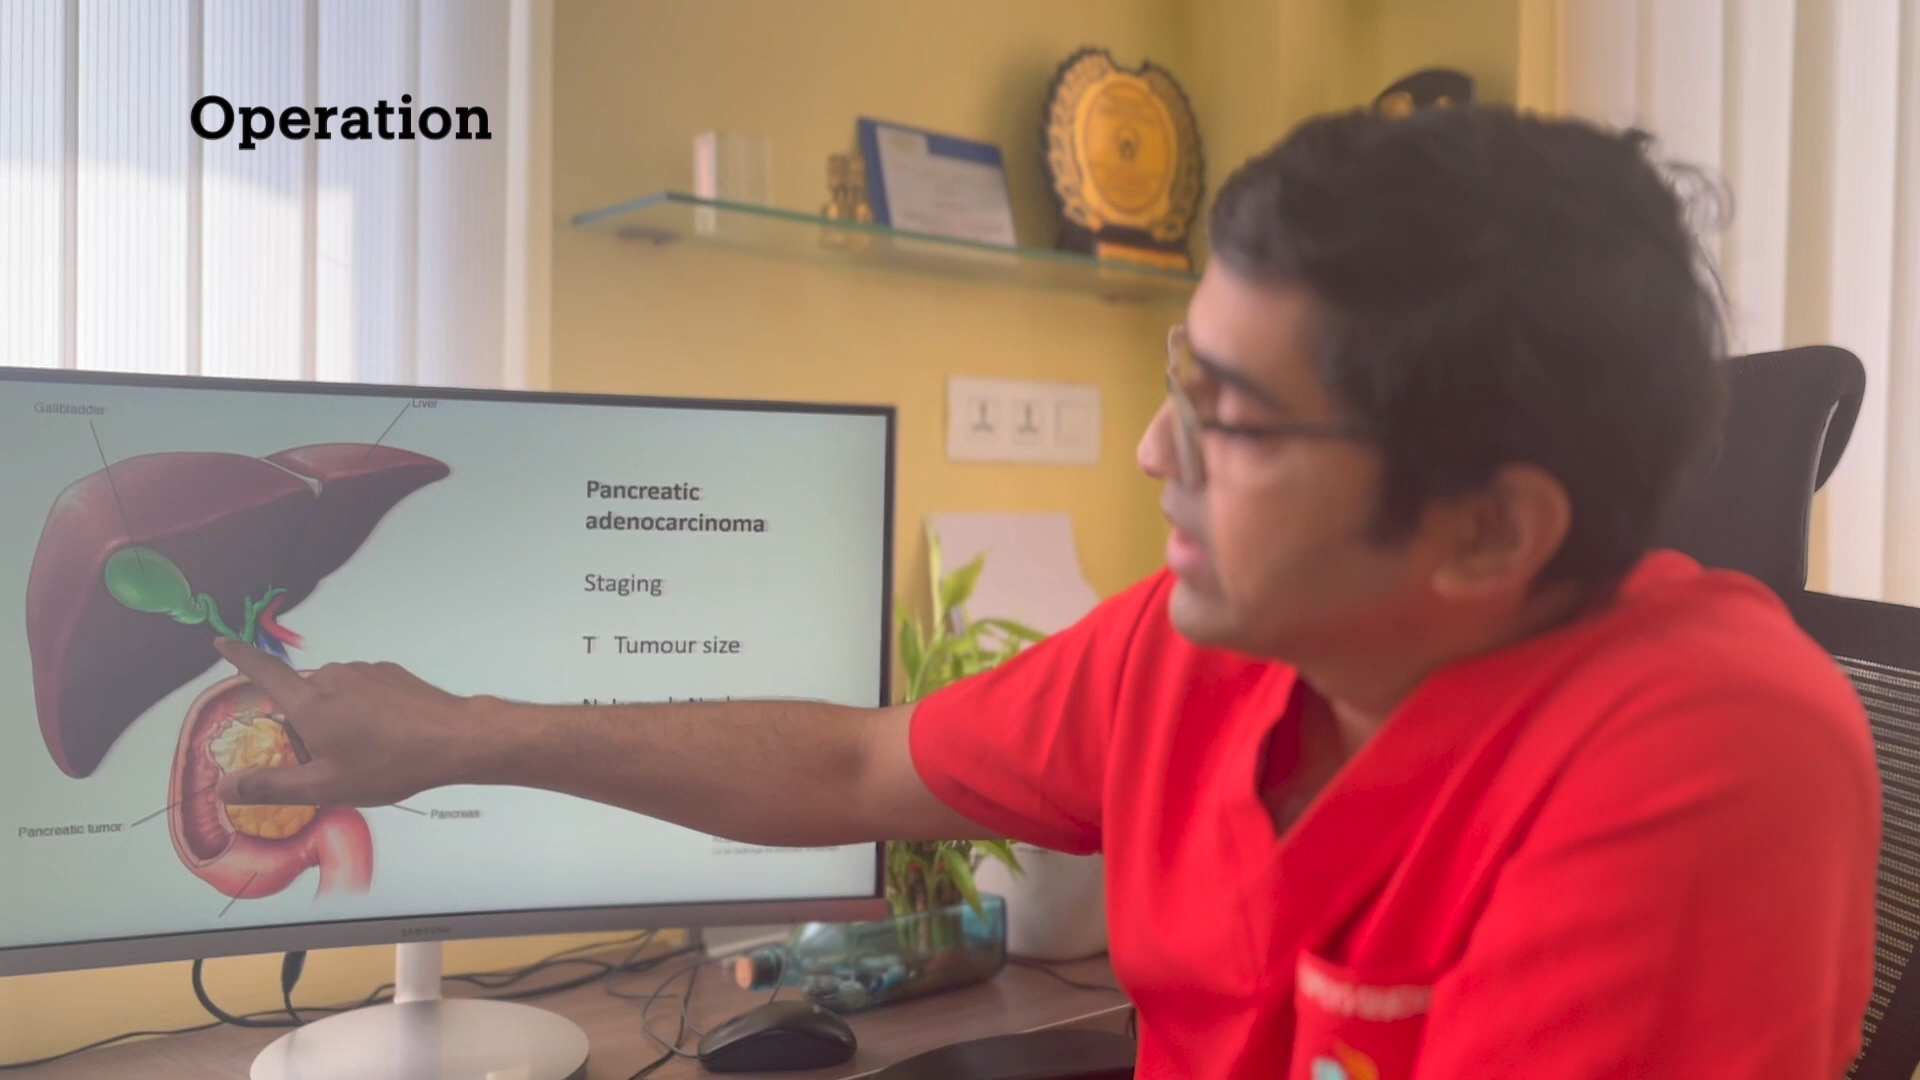 Operation
Gallbladder
Liver
Pancreatic
adenocarcinoma
Staging
T Tumour size
Pancreas
Pancreatic tumor
SAMSUNG